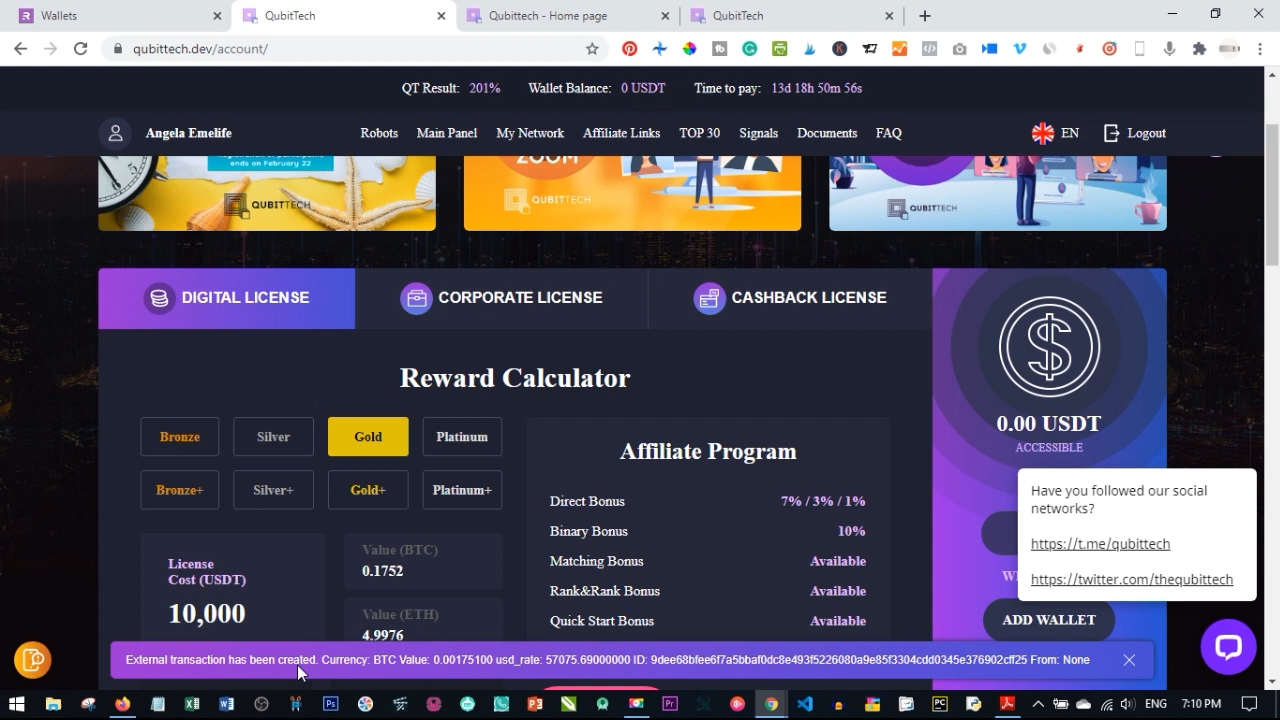 Wallets
QubitTech
Qubittech - Home page
QubitTech
qubittech.dev/account/
QT Result: 201% Wallet Balance: 0 USDT Time to pay: 13d 18h 50m 56s
Angela Emelife
Robots Main Panel My Network Affiliate Links TOP 30 Signals Documents FAQ
EN Logout
ends on February 22
ZOOM
QUBITTECH
QUBITTECH
QUBITTECH
DIGITAL LICENSE
CORPORATE LICENSE
CASHBACK LICENSE
Reward Calculator
Bronze Silver Gold Platinum
Bronze+ Silver+ Gold+ Platinum+
License
Cost (USDT)
10,000
Value (BTC)
0.1752
Value (ETH)
4.9976
Affiliate Program
Direct Bonus 7% / 3% / 1%
Binary Bonus 10%
Matching Bonus Available
Rank&Rank Bonus Available
Quick Start Bonus Available
0.00 USDT
ACCESSIBLE
Have you followed our social
networks?
https://t.me/qubittech
https://twitter.com/thequbittech
ADD WALLET
External transaction has been created. Currency: BTC Value: 0.00175100 usd_rate: 57075.69000000 ID: 9dee68bfee6f7a5bbaf0dc8e493f5226080a9e85f3304cdd0345e376902cff25 From: None
ENG 7:10 PM